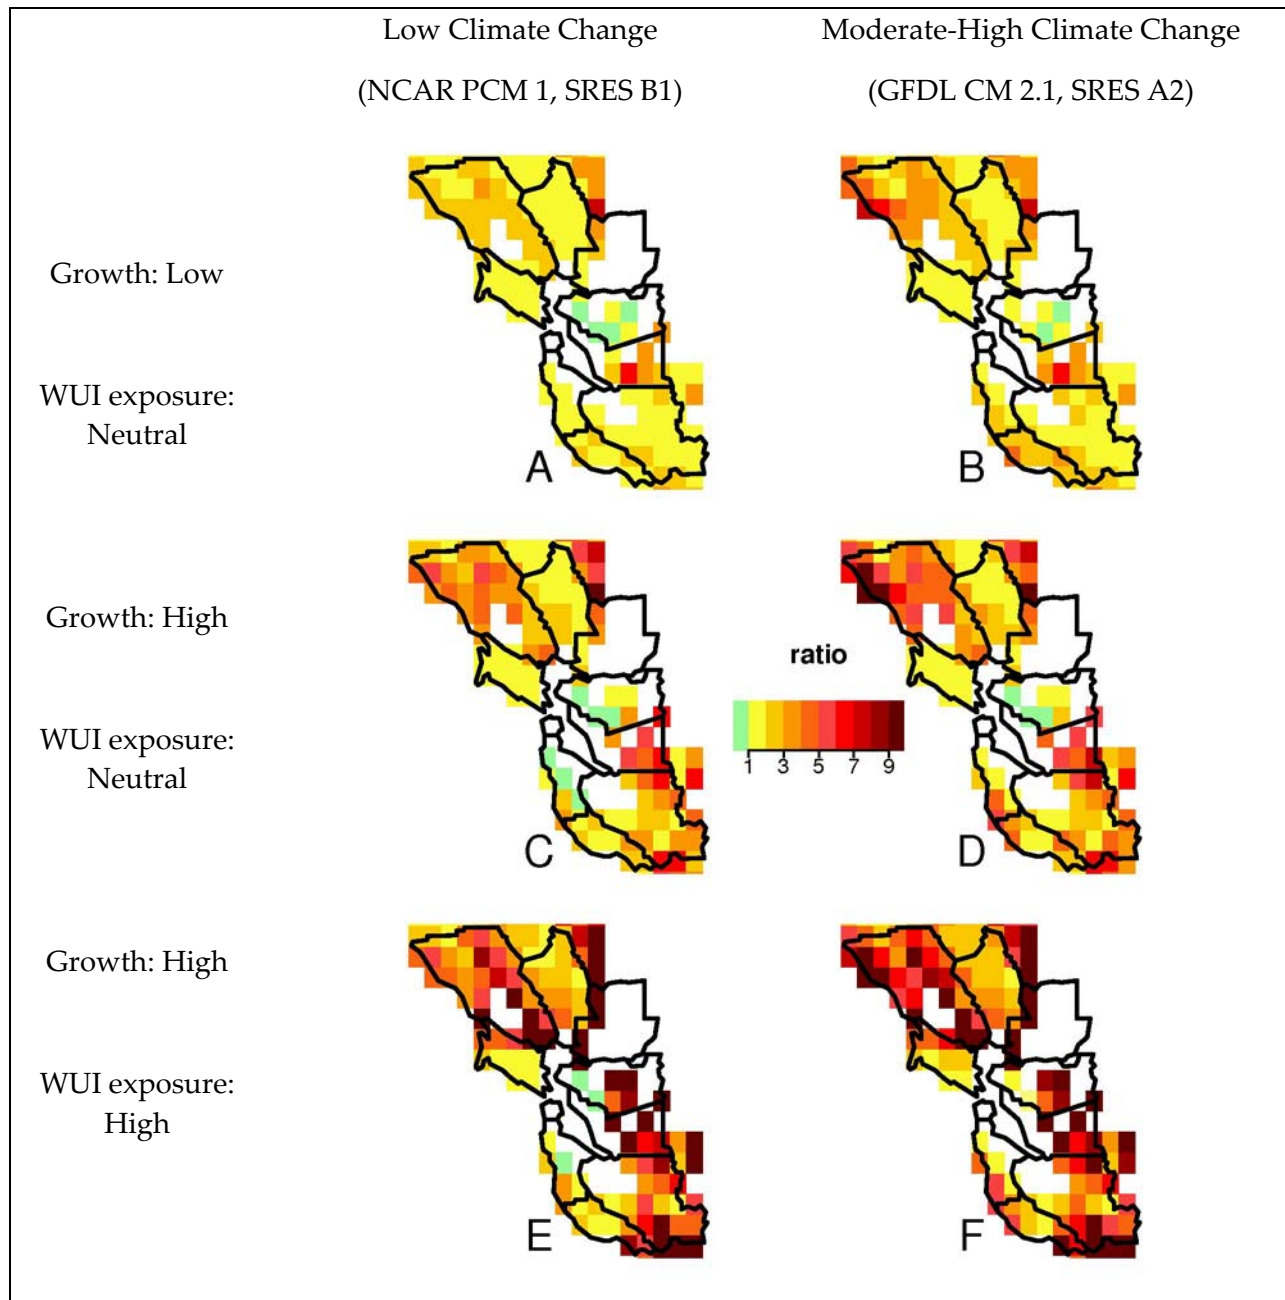 Low Climate Change
Moderate-High Climate Change
(NCAR PCM 1, SRES B1)
(GFDL CM 2.1, SRES A2)
Growth: Low
WUI exposure:
Neutral
A
B
Growth: High
WUI exposure:
Neutral
ratio
1 3 5 7 9
C
D
Growth: High
WUI exposure:
High
E
F